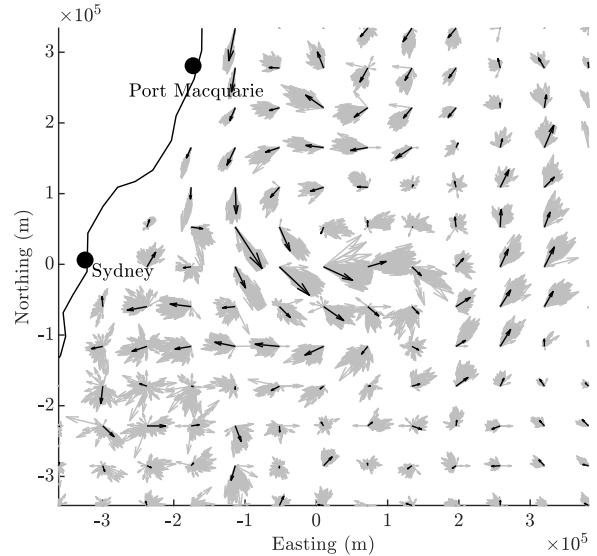 ×10⁵
3
Port Macquarie
2
1
0
Sydney
-1
-2
-3
Northing (m)
-3 -2 -1 0 1 2 3
Easting (m) ×10⁵